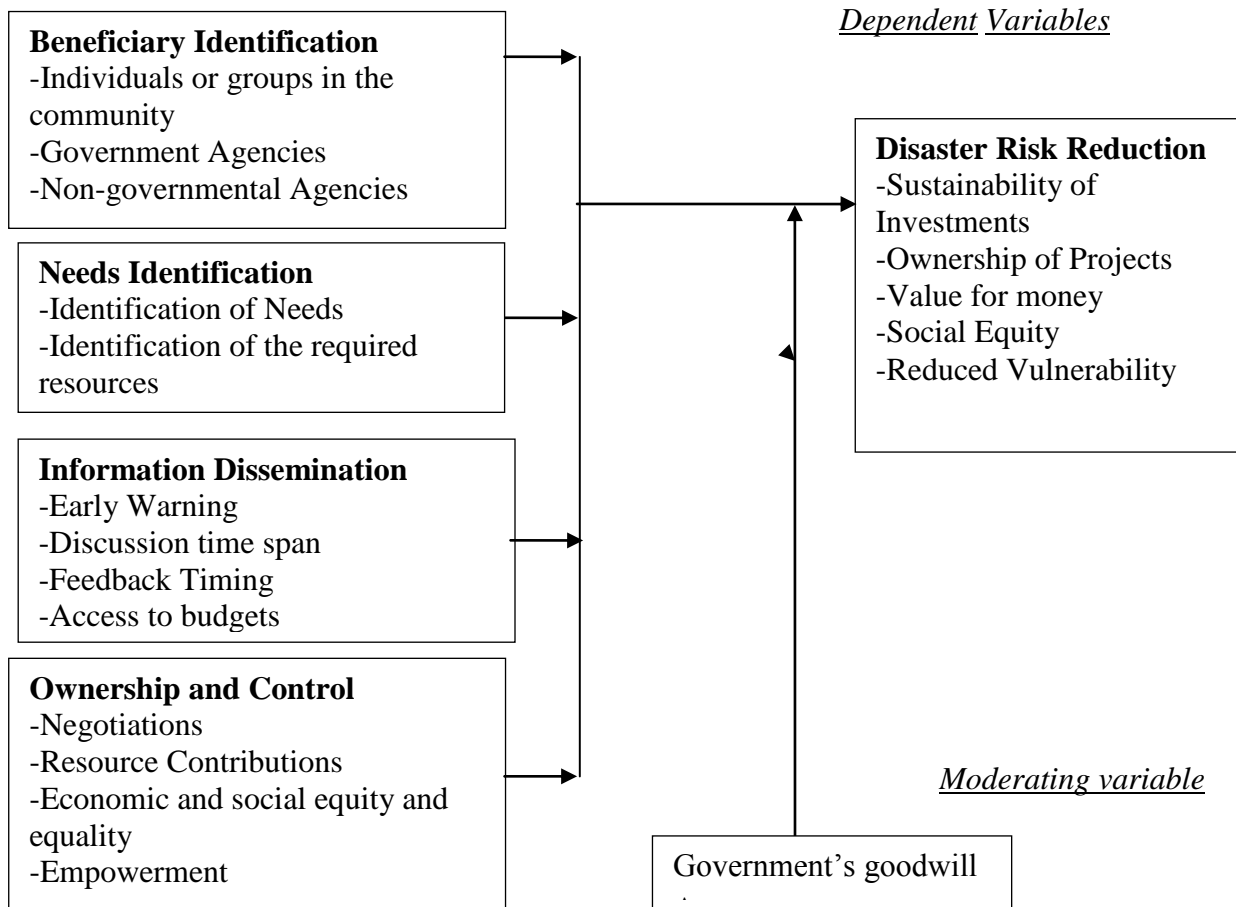 Dependent Variables
Beneficiary Identification
-Individuals or groups in the
community
-Government Agencies
-Non-governmental Agencies
Needs Identification
-Identification of Needs
-Identification of the required
resources
Information Dissemination
-Early Warning
-Discussion time span
-Feedback Timing
-Access to budgets
Ownership and Control
-Negotiations
-Resource Contributions
-Economic and social equity and
equality
-Empowerment
Disaster Risk Reduction
-Sustainability of
Investments
-Ownership of Projects
-Value for money
-Social Equity
-Reduced Vulnerability
Moderating variable
Government’s goodwill